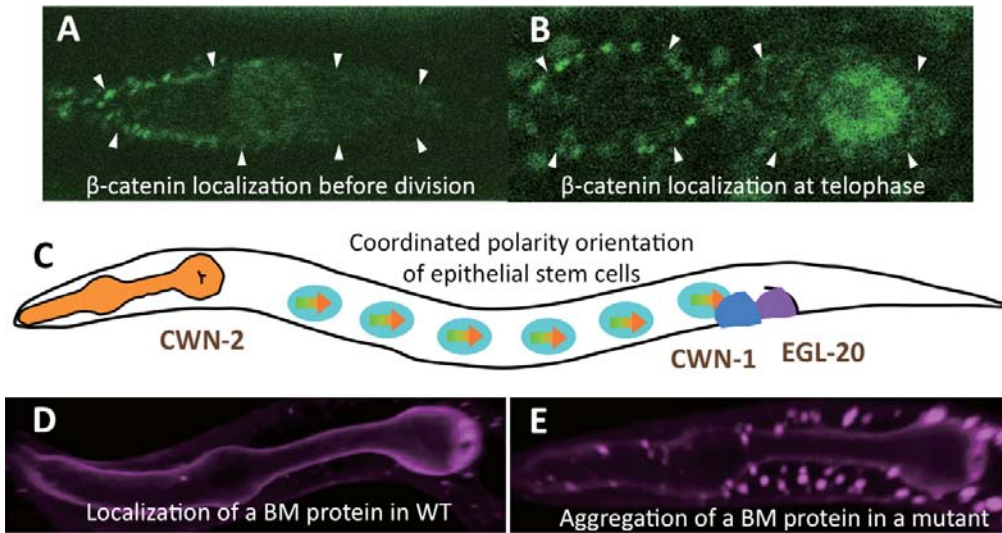 A
β-catenin localization before division
B
β-catenin localization at telophase
C
Coordinated polarity orientation
of epithelial stem cells
CWN-2
CWN-1
EGL-20
D
Localization of a BM protein in WT
E
Aggregation of a BM protein in a mutant